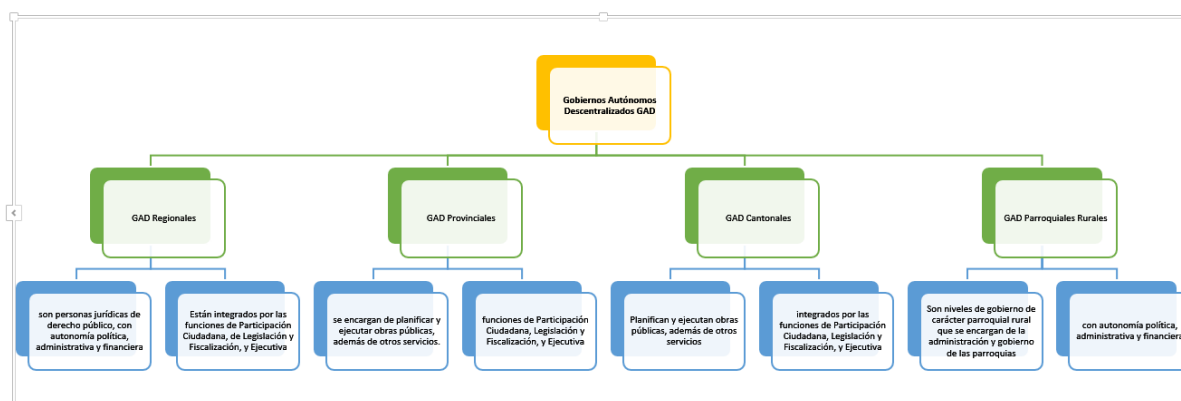 Gobiernos Autónomos
Descentralizados GAD
GAD Regionales
GAD Provinciales
GAD Cantonales
GAD Parroquiales Rurales
son personas jurídicas de
derecho público, con
autonomía política,
administrativa y financiera
Están integrados por las
funciones de Participación
Ciudadana, de Legislación y
Fiscalización, y Ejecutiva
se encargan de planificar y
ejecutar obras públicas,
además de otros servicios.
funciones de Participación
Ciudadana, Legislación y
Fiscalización, y Ejecutiva
Planifican y ejecutan obras
públicas, además de otros
servicios
integrados por las
funciones de Participación
Ciudadana, Legislación y
Fiscalización, y Ejecutiva
Son niveles de gobierno de
carácter parroquial rural
que se encargan de la
administración y gobierno
de las parroquias
con autonomía política,
administrativa y financiera